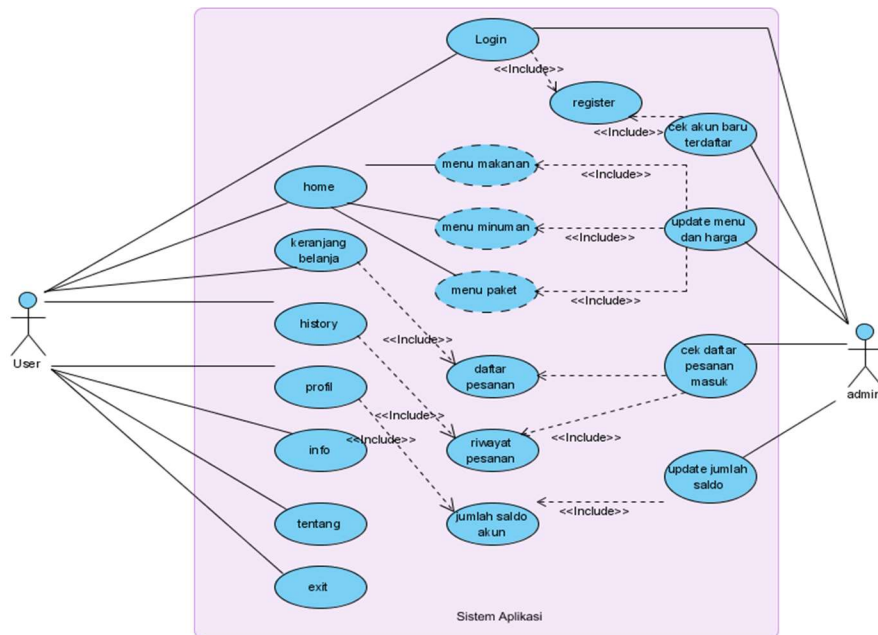 Login
<<Include>>
register
<<Include>>
cek akun baru
terdaftar
menu makanan
<<Include>>
home
menu minuman
<<Include>>
update menu
dan harga
keranjang
belanja
menu paket
<<Include>>
User
history
<<Include>>
daftar
pesanan
cek daftar
pesanan
masuk
admin
profil
<<Include>>
<<Include>>
riwayat
pesanan
<<Include>>
info
update jumlah
saldo
tentang
jumlah saldo
akun
<<Include>>
exit
Sistem Aplikasi